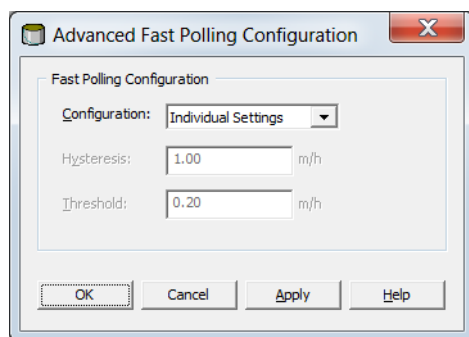 Advanced Fast Polling Configuration
Fast Polling Configuration
Configuration: Individual Settings
Hysteresis: 1.00 m/h
Threshold: 0.20 m/h
OK Cancel Apply Help